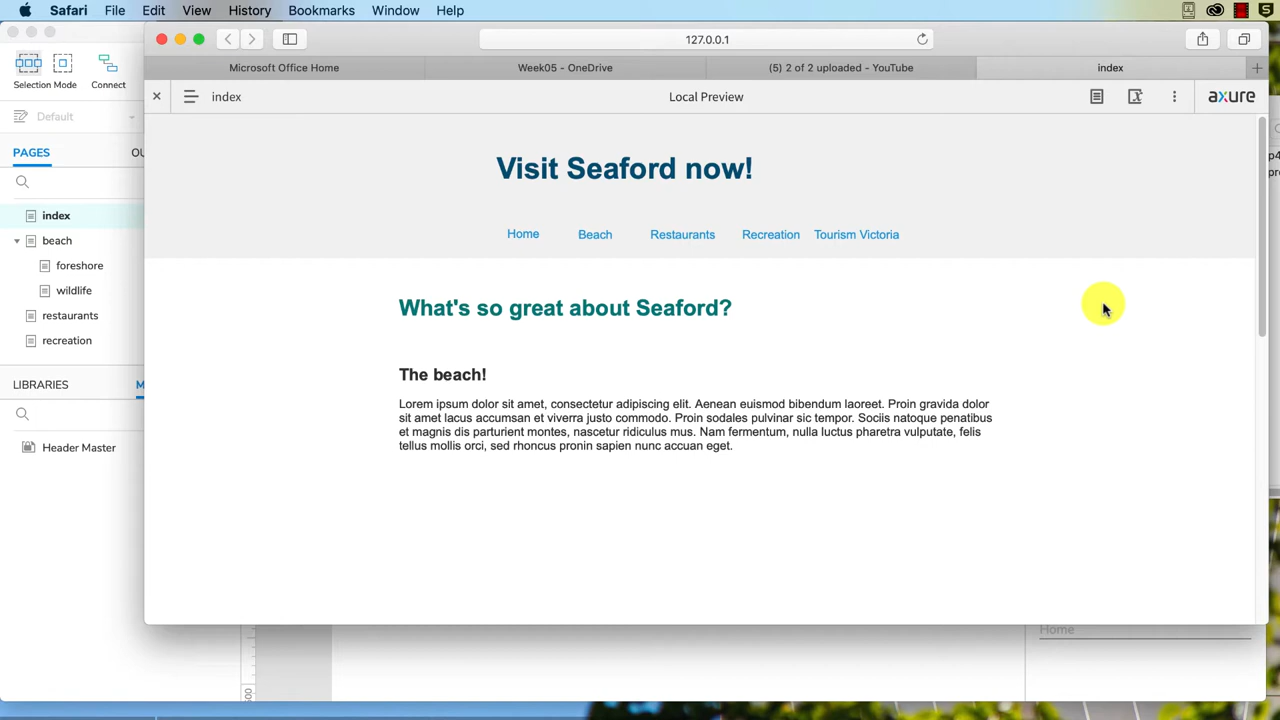 Safari File Edit View History Bookmarks Window Help
127.0.0.1
Selection Mode Connect
Microsoft Office Home Week05 - OneDrive (5) 2 of 2 uploaded - YouTube index
index Local Preview axure
Default
PAGES OU
index
beach
foreshore
wildlife
restaurants
recreation
LIBRARIES M
Header Master
Visit Seaford now!
Home Beach Restaurants Recreation Tourism Victoria
What's so great about Seaford?
The beach!
Lorem ipsum dolor sit amet, consectetur adipiscing elit. Aenean euismod bibendum laoreet. Proin gravida dolor
sit amet lacus accumsan et viverra justo commodo. Proin sodales pulvinar sic tempor. Sociis natoque penatibus
et magnis dis parturient montes, nascetur ridiculus mus. Nam fermentum, nulla luctus pharetra vulputate, felis
tellus mollis orci, sed rhoncus pronin sapien nunc accuan eget.
Home